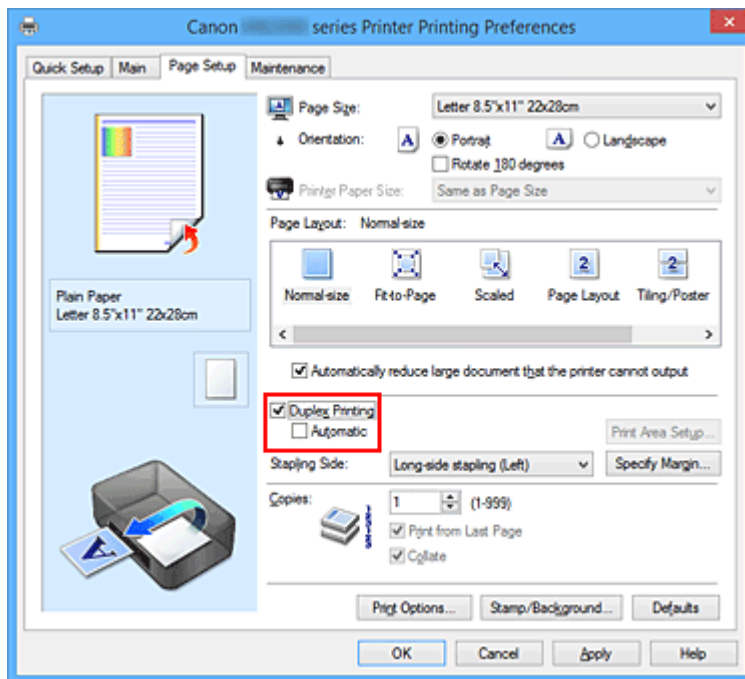 Canon series Printer Printing Preferences
Quick Setup Main Page Setup Maintenance
Page Size: Letter 8.5"x11" 22x28cm
Orientation: A Portrait A Landscape
Rotate 180 degrees
Printer Paper Size: Same as Page Size
Page Layout: Normal-size
2 2
Normal-size Fit-to-Page Scaled Page Layout Tiling/Poster
Plain Paper
Letter 8.5"x11" 22x28cm
Automatically reduce large document that the printer cannot output
Duplex Printing
Automatic
Print Area Setup...
Stapling Side: Long-side stapling (Left) Specify Margin...
Copies: 1 (1-999)
Print from Last Page
Collate
A
Print Options... Stamp/Background... Defaults
OK Cancel Apply Help